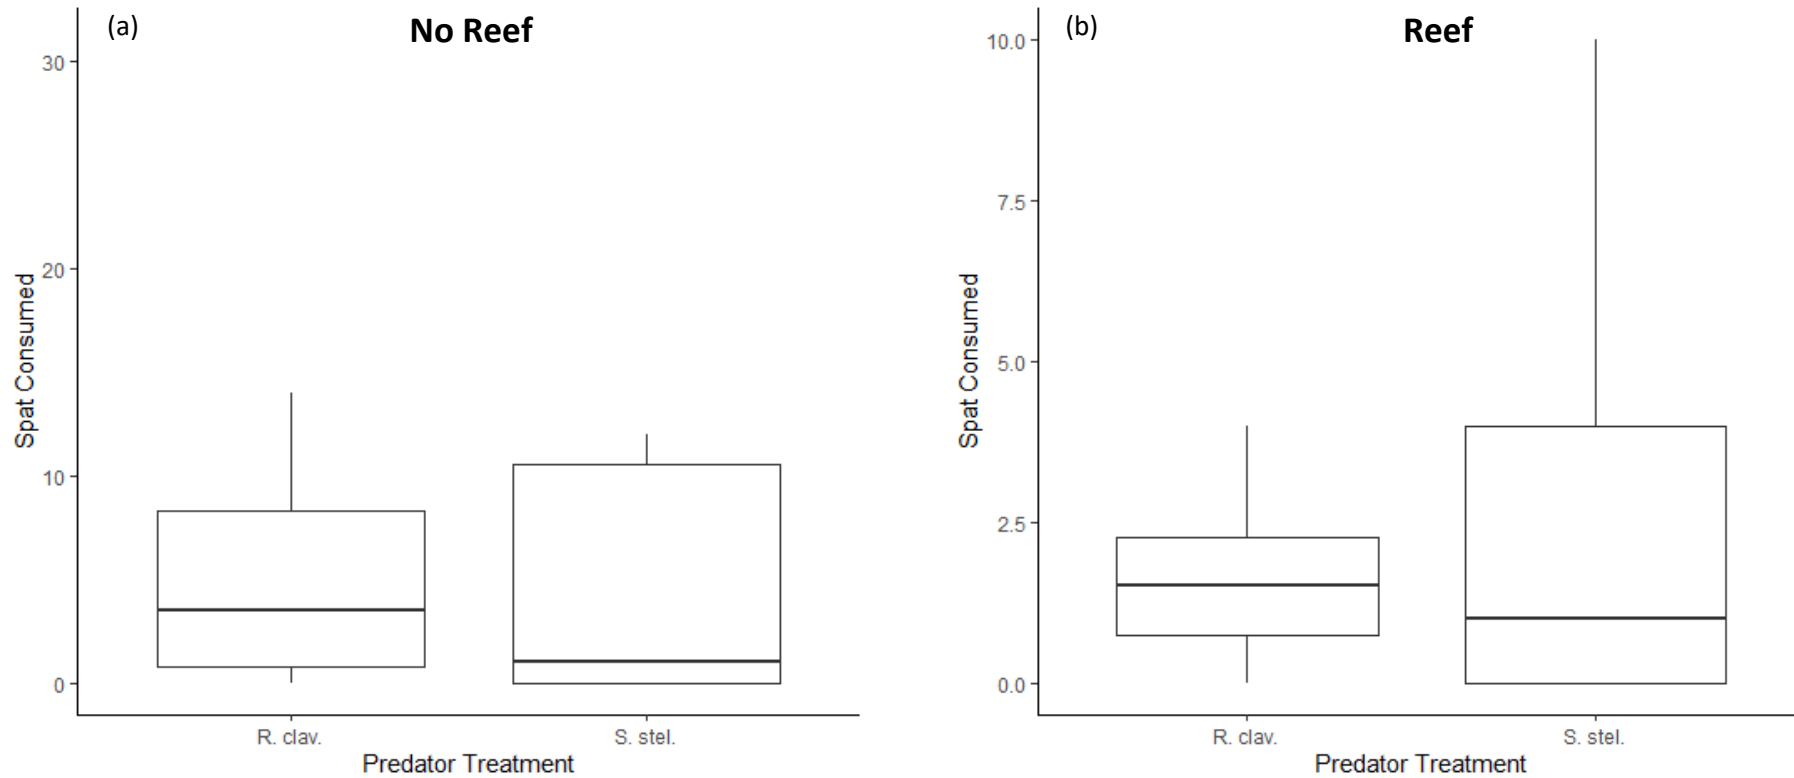 (a)
No Reef
30
20
10
0
Spat Consumed
R. clav.
S. stel.
Predator Treatment
(b)
Reef
10.0
7.5
5.0
2.5
0.0
Spat Consumed
R. clav.
S. stel.
Predator Treatment